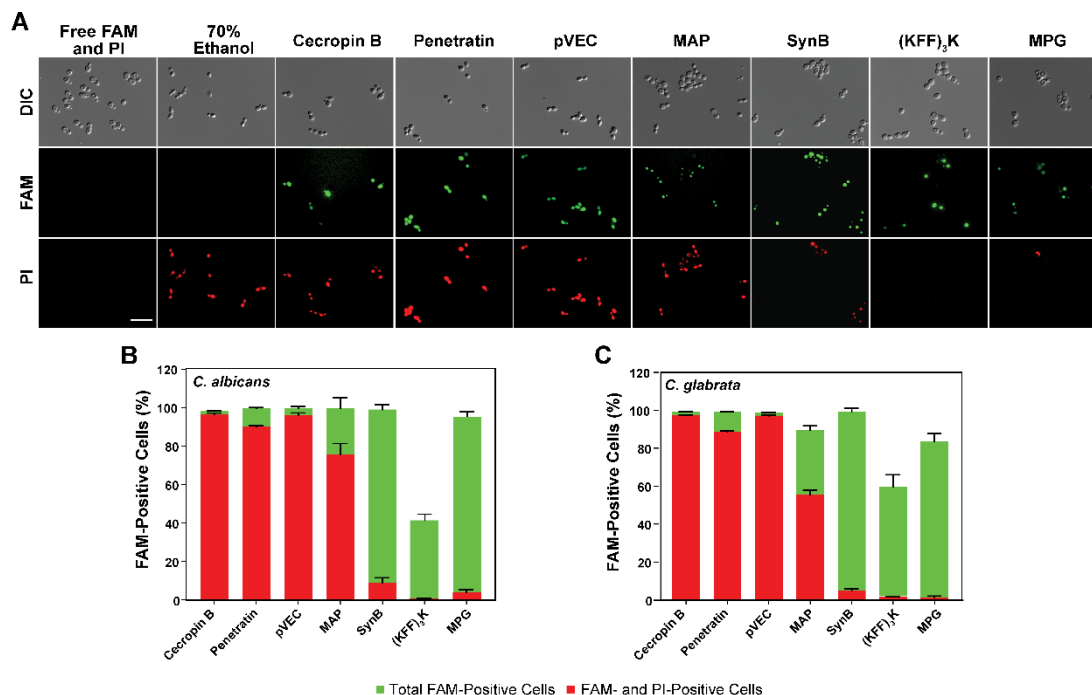 A
Free FAM
and PI
70%
Ethanol
Cecropin B
Penetratin
pVEC
MAP
SynB
(KFF)₃K
MPG
DIC
FAM
PI
B
C. albicans
FAM-Positive Cells (%)
120
100
80
60
40
20
0
Cecropin B
Penetratin
pVEC
MAP
SynB
(KFF)₃K
MPG
C
C. glabrata
FAM-Positive Cells (%)
120
100
80
60
40
20
0
Cecropin B
Penetratin
pVEC
MAP
SynB
(KFF)₃K
MPG
Total FAM-Positive Cells
FAM- and PI-Positive Cells